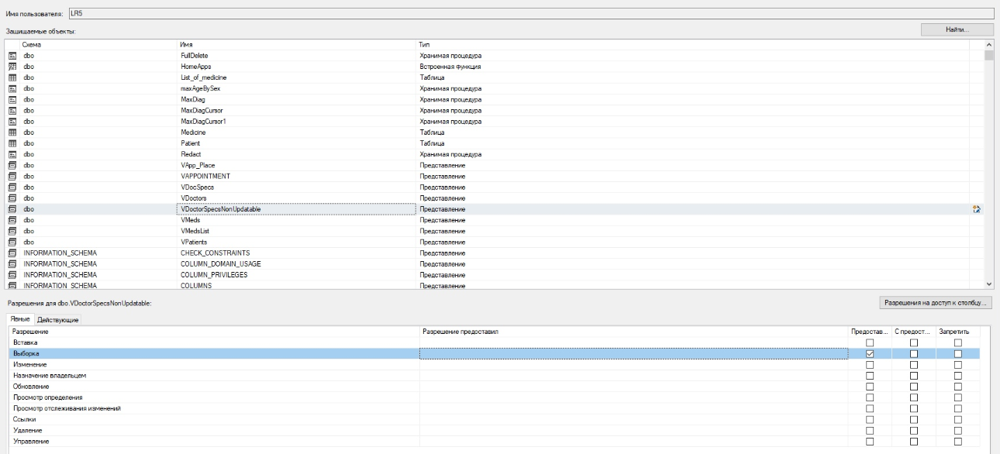 Имя пользователя: LR5
Защищаемые объекты: Найти...
Схема Имя Тип
dbo FullDelete Хранимая процедура
dbo HomeApps Встроенная функция
dbo List_of_medicine Таблица
dbo maxAgeBySex Хранимая процедура
dbo MaxDiag Хранимая процедура
dbo MaxDiagCursor Хранимая процедура
dbo MaxDiagCursor1 Хранимая процедура
dbo Medicine Таблица
dbo Patient Таблица
dbo Redact Хранимая процедура
dbo VApp_Place Представление
dbo VAPPOINTMENT Представление
dbo VDocSpecs Представление
dbo VDoctors Представление
dbo VDoctorSpecsNonUpdatable Представление
dbo VMeds Представление
dbo VMedsList Представление
dbo VPatients Представление
INFORMATION_SCHEMA CHECK_CONSTRAINTS Представление
INFORMATION_SCHEMA COLUMN_DOMAIN_USAGE Представление
INFORMATION_SCHEMA COLUMN_PRIVILEGES Представление
INFORMATION_SCHEMA COLUMNS Представление
Разрешения для dbo.VDoctorSpecsNonUpdatable: Разрешения на доступ к столбцу...
Явные Действующие
Разрешение Разрешение предоставил Предостав... С предост... Запретить
Вставка
Выборка
Изменение
Назначение владельцем
Обновление
Просмотр определения
Просмотр отслеживания изменений
Ссылки
Удаление
Управление